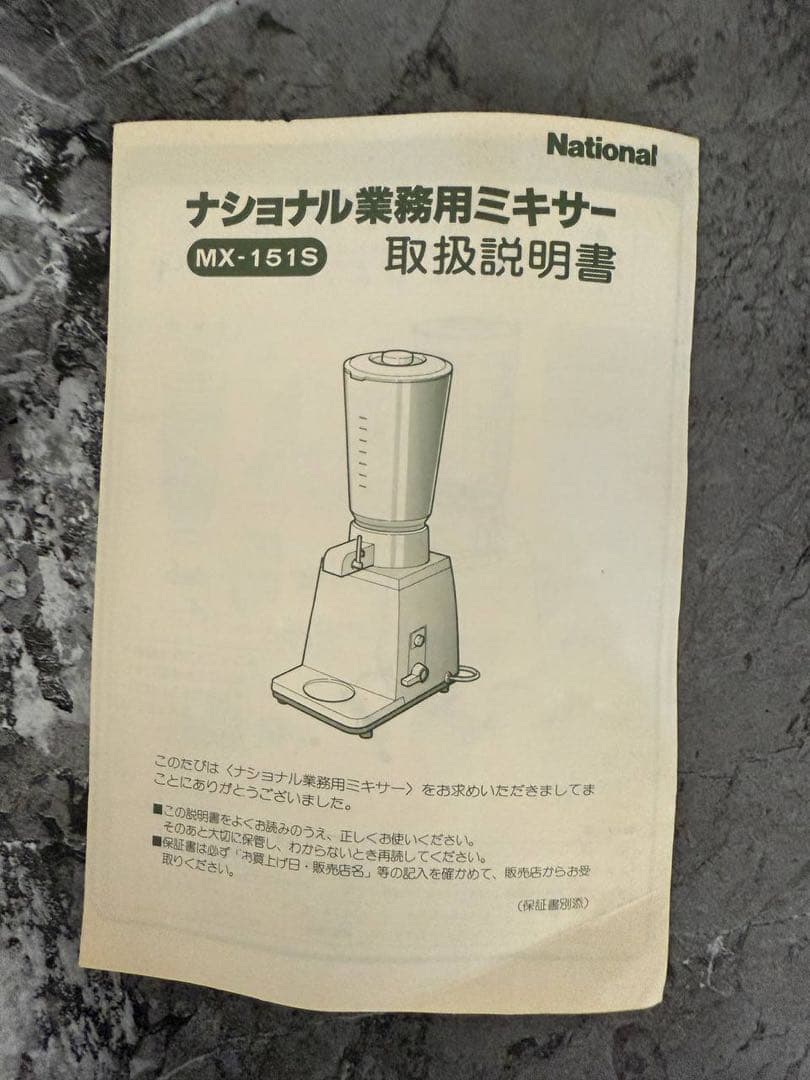 National
ナショナル業務用ミキサー
MX-151S 取扱説明書
このたびは〈ナショナル業務用ミキサー〉をお求めいただきましてま
ことにありがとうございました。
■この説明書をよくお読みのうえ、正しくお使いください。
そのあと大切に保管し、わからないとき再読してください。
■保証書は必ず「お買上げ日・販売店名」等の記入を確かめて、販売店からお受
取りください。
(保証書別添)